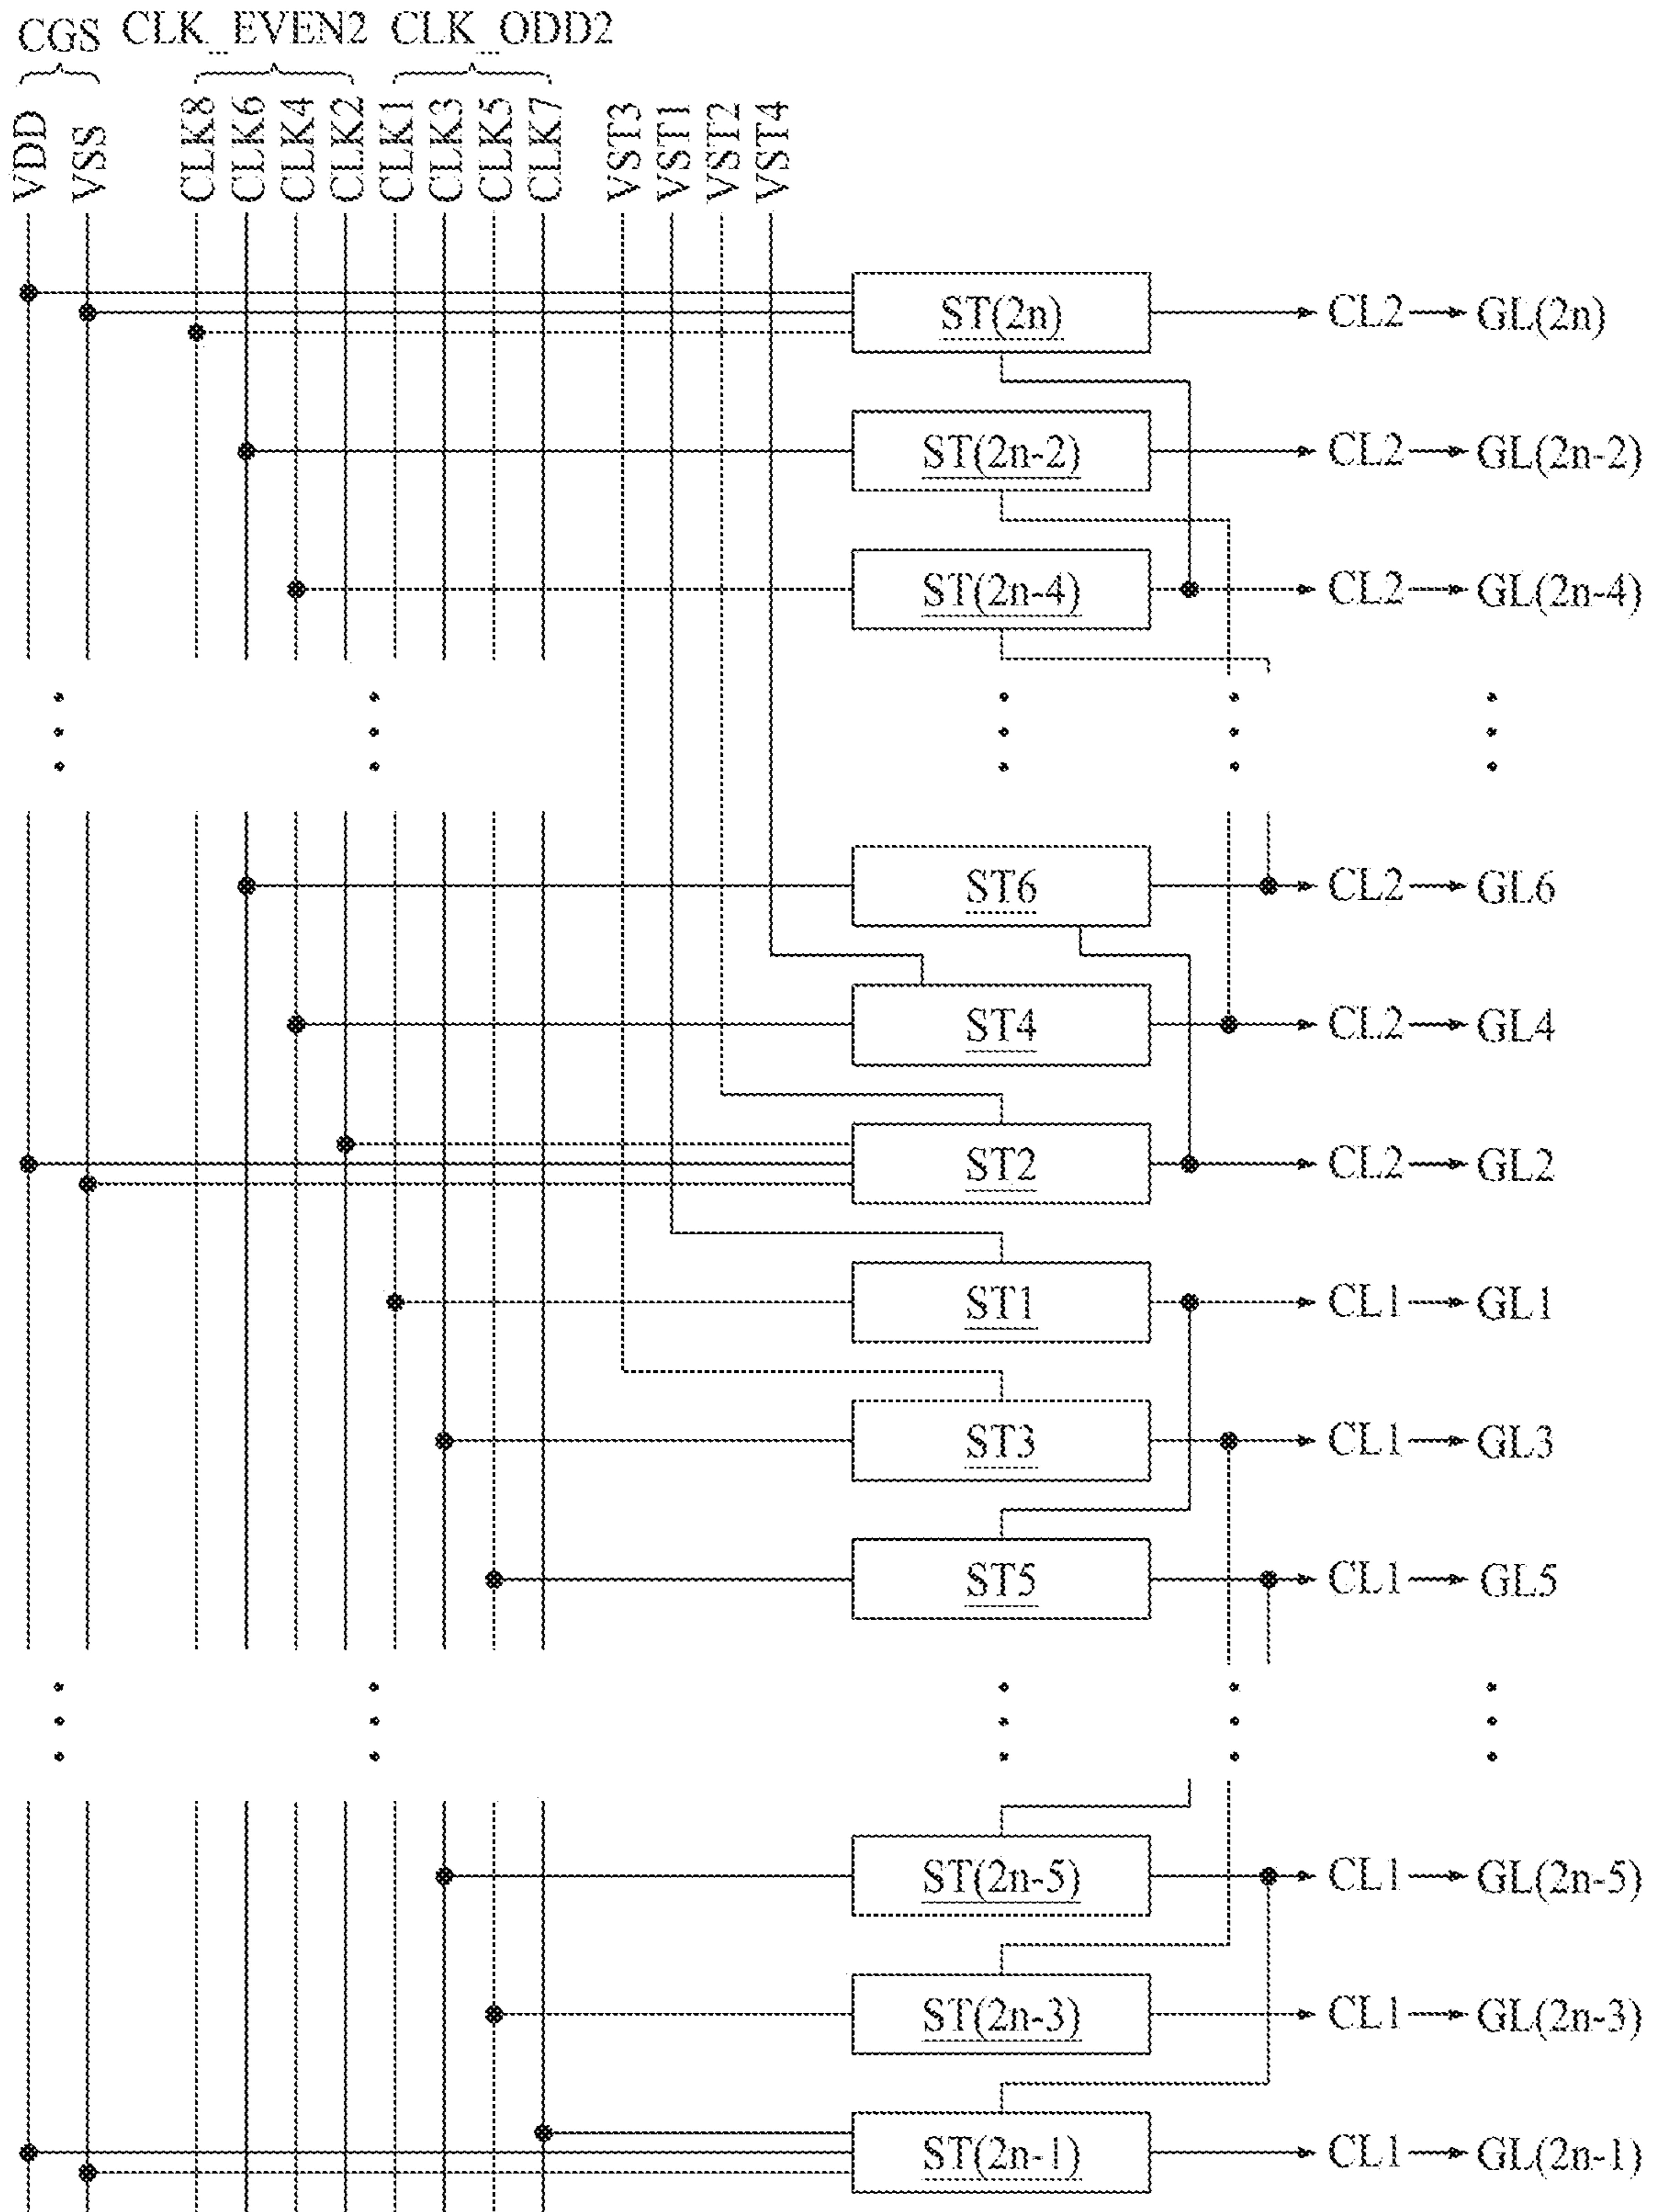 CGS CLK_EVEN2 CLK_ODD2
VDD VSS CLK8 CLK6 CLK4 CLK2 CLK1 CLK3 CLK5 CLK7 VST3 VST1 VST2 VST4
ST(2n) CL2 GL(2n)
ST(2n-2) CL2 GL(2n-2)
ST(2n-4) CL2 GL(2n-4)
ST6 CL2 GL6
ST4 CL2 GL4
ST2 CL2 GL2
ST1 CL1 GL1
ST3 CL1 GL3
ST5 CL1 GL5
ST(2n-5) CL1 GL(2n-5)
ST(2n-3) CL1 GL(2n-3)
ST(2n-1) CL1 GL(2n-1)